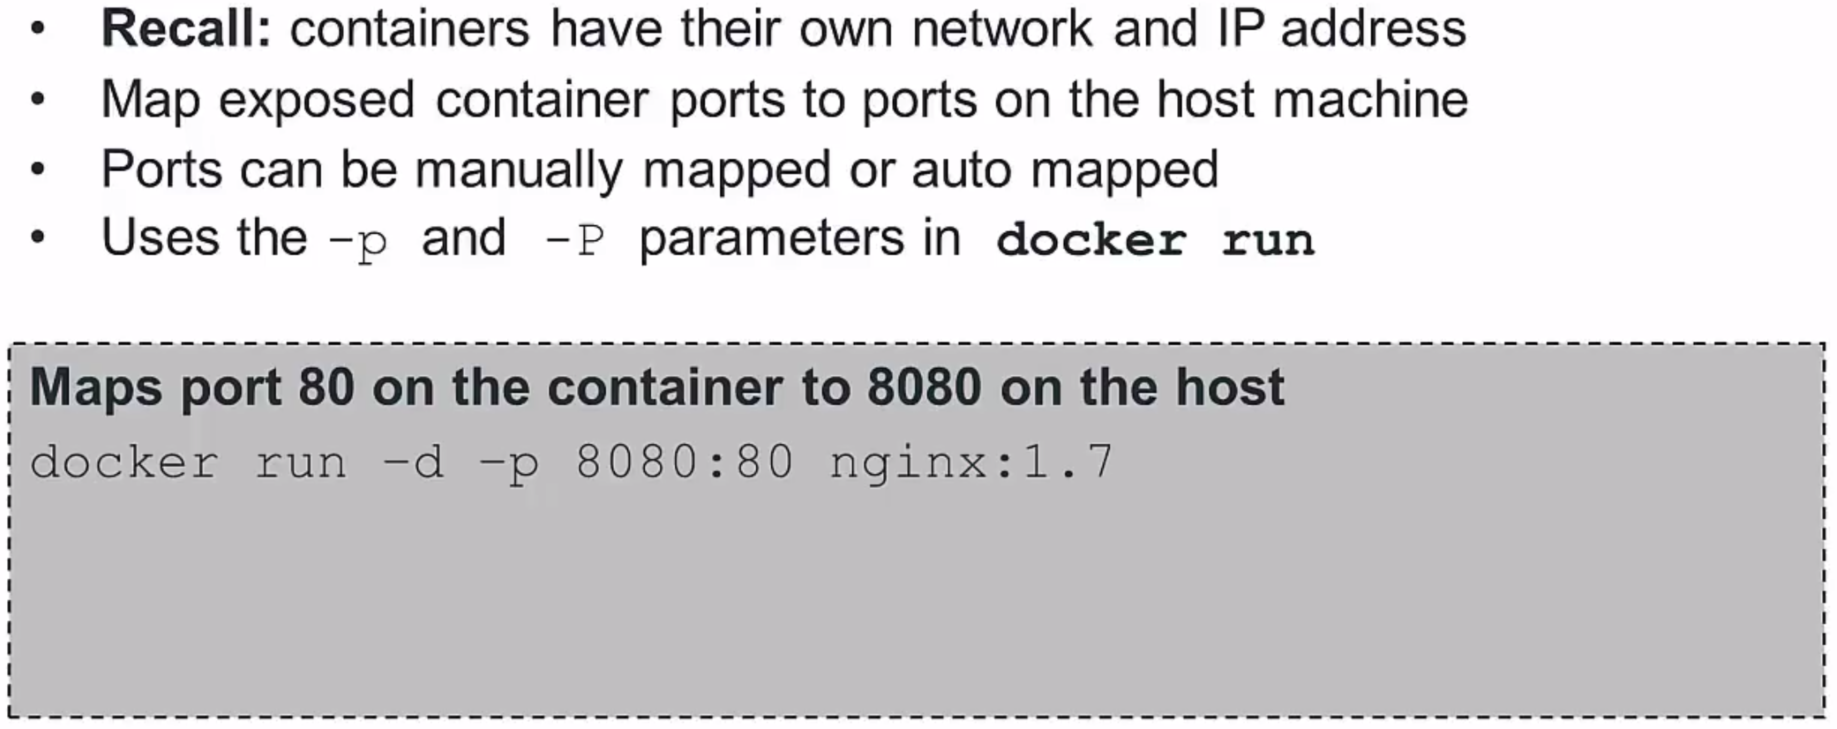 • Recall: containers have their own network and IP address
• Map exposed container ports to ports on the host machine
• Ports can be manually mapped or auto mapped
• Uses the -p and -P parameters in docker run
Maps port 80 on the container to 8080 on the host
docker run -d -p 8080:80 nginx:1.7